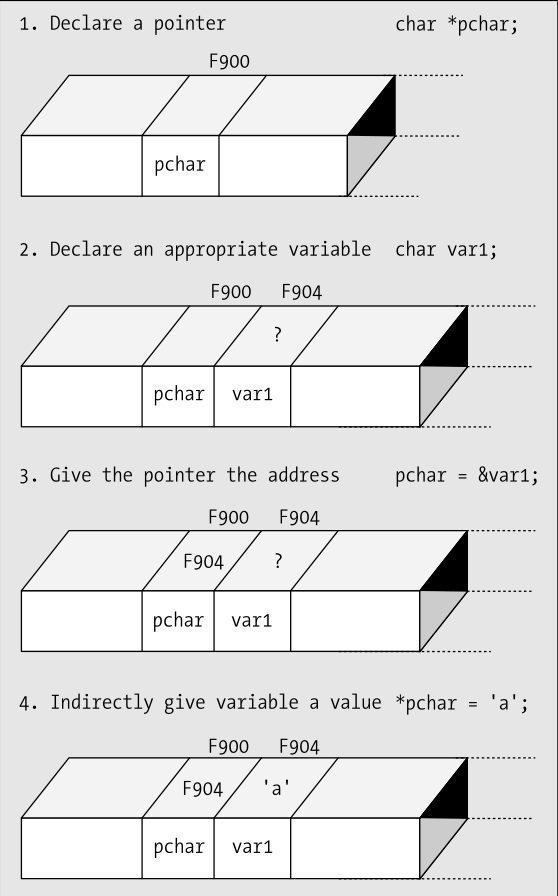 1. Declare a pointer char *pchar;
F900
pchar
2. Declare an appropriate variable char var1;
F900 F904
?
pchar var1
3. Give the pointer the address pchar = &var1;
F900 F904
F904 ?
pchar var1
4. Indirectly give variable a value *pchar = 'a';
F900 F904
F904 'a'
pchar var1